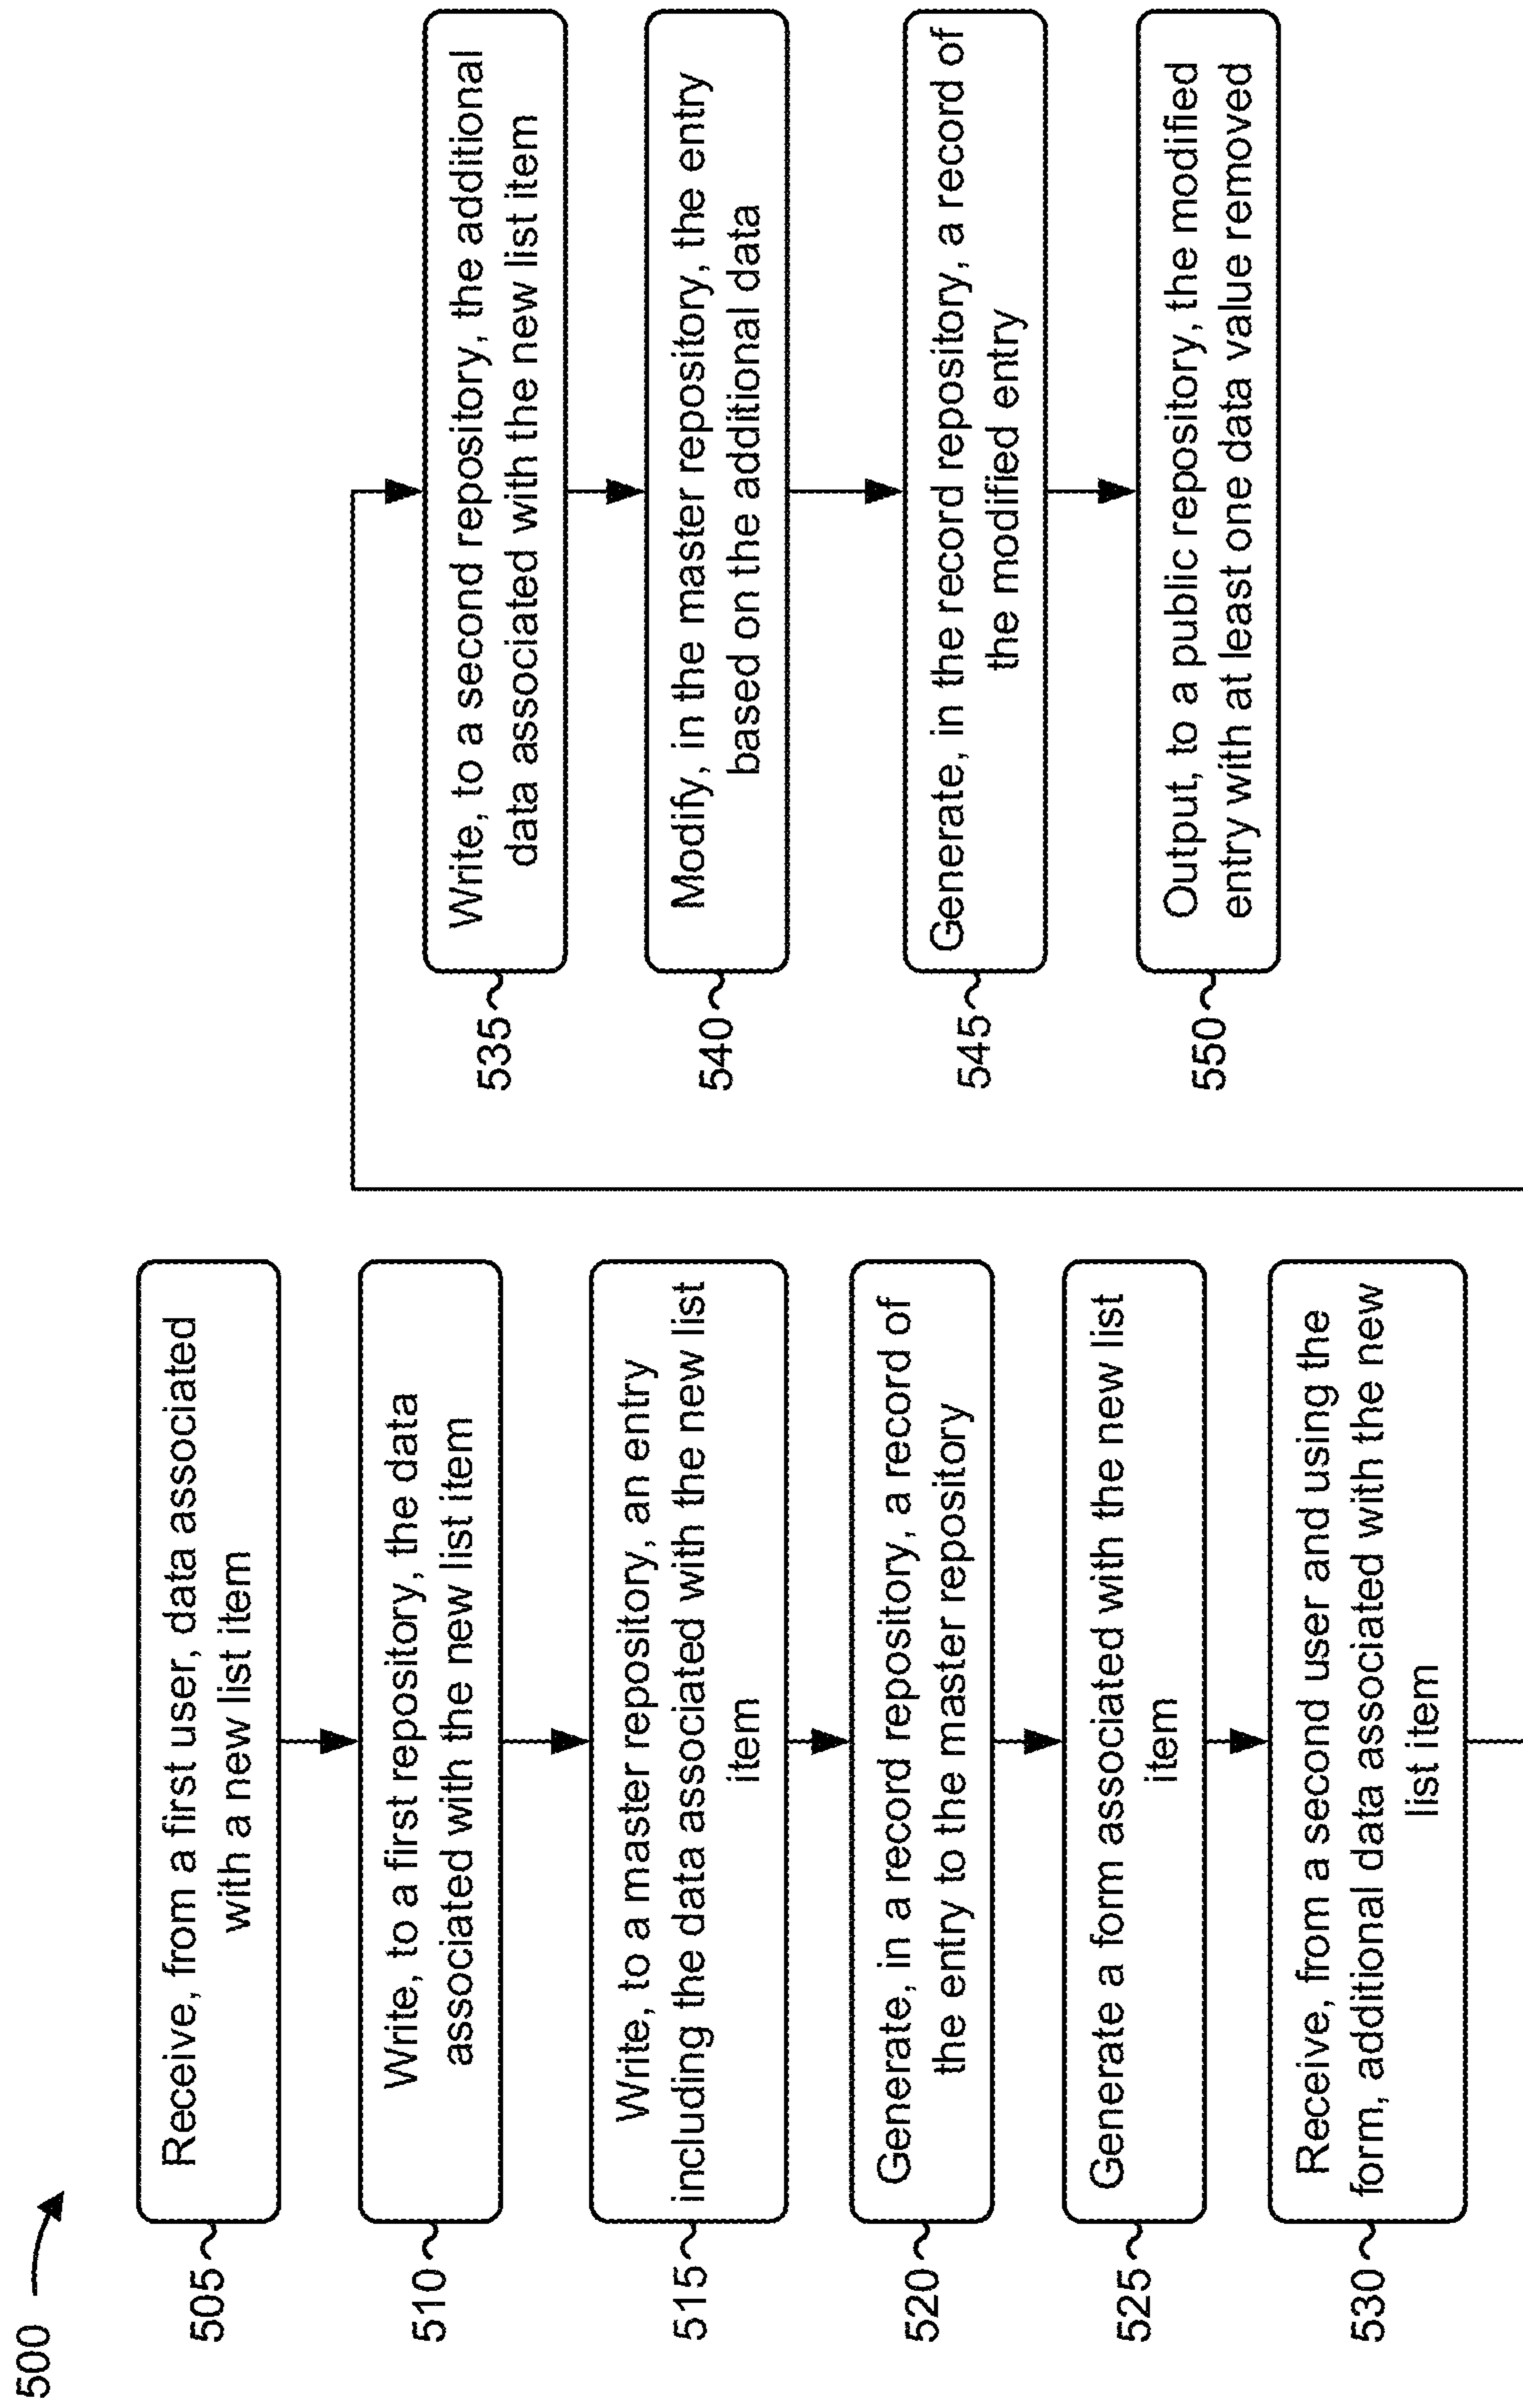 500
505
Receive, from a first user, data associated
with a new list item
510
Write, to a first repository, the data
associated with the new list item
515
Write, to a master repository, an entry
including the data associated with the new list
item
520
Generate, in a record repository, a record of
the entry to the master repository
525
Generate a form associated with the new list
item
530
Receive, from a second user and using the
form, additional data associated with the new
list item
535
Write, to a second repository, the additional
data associated with the new list item
540
Modify, in the master repository, the entry
based on the additional data
545
Generate, in the record repository, a record of
the modified entry
550
Output, to a public repository, the modified
entry with at least one data value removed